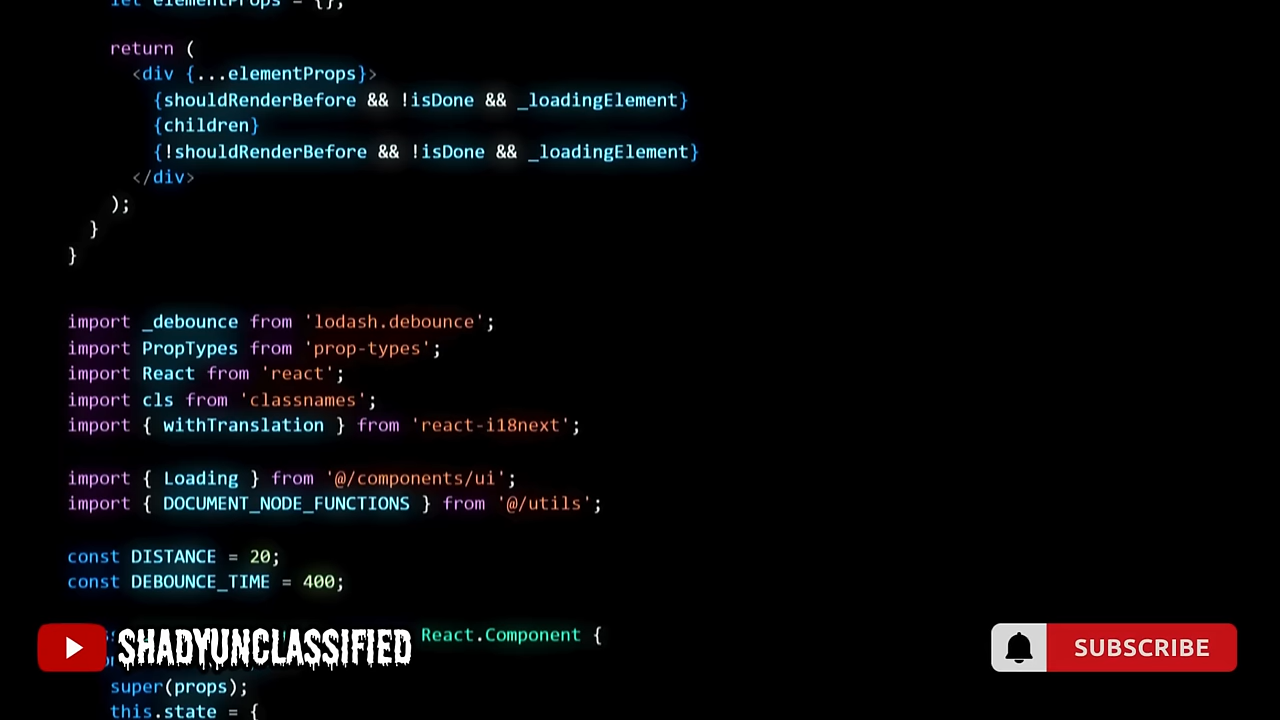 let elementProps = {};
return (
<div {...elementProps}>
{shouldRenderBefore && !isDone && _loadingElement}
{children}
{!shouldRenderBefore && !isDone && _loadingElement}
</div>
);
}
}
import _debounce from 'lodash.debounce';
import PropTypes from 'prop-types';
import React from 'react';
import cls from 'classnames';
import { withTranslation } from 'react-i18next';
import { Loading } from '@/components/ui';
import { DOCUMENT_NODE_FUNCTIONS } from '@/utils';
const DISTANCE = 20;
const DEBOUNCE_TIME = 400;
React.Component {
SHADYUNCLASSIFIED
SUBSCRIBE
super(props);
this.state = {